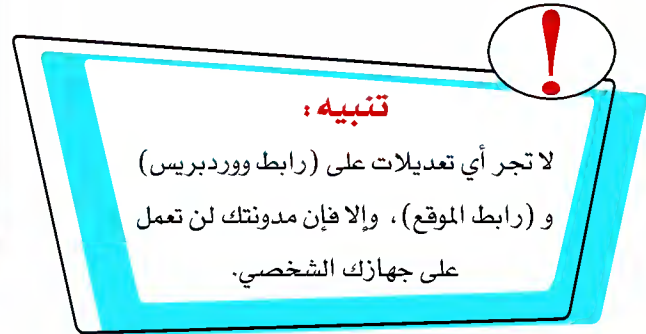 !
تنبيه :
لا تجر أي تعديلات على (رابط ووردبريس)
و (رابط الموقع)، وإلا فإن مدونتك لن تعمل
على جهازك الشخصي.